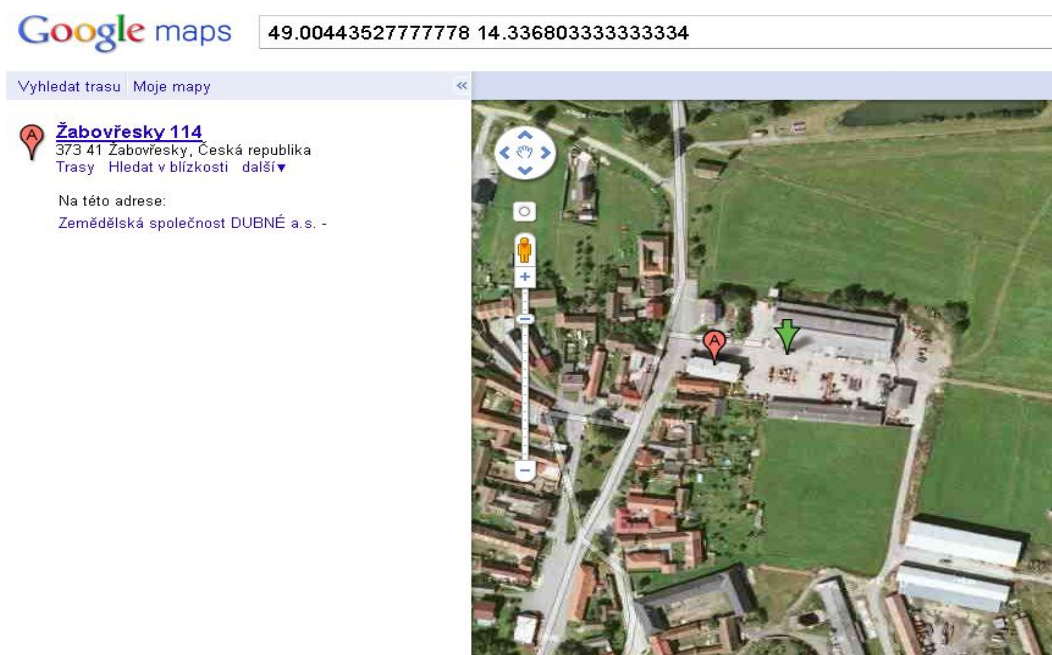 Google maps
49.00443527777778 14.336803333333334
Vyhledat trasu Moje mapy «
A Žabovřesky 114
373 41 Žabovřesky, Česká republika
Trasy Hledat v blízkosti další▼
Na této adrese:
Zemědělská společnost DUBNÉ a.s. -
A